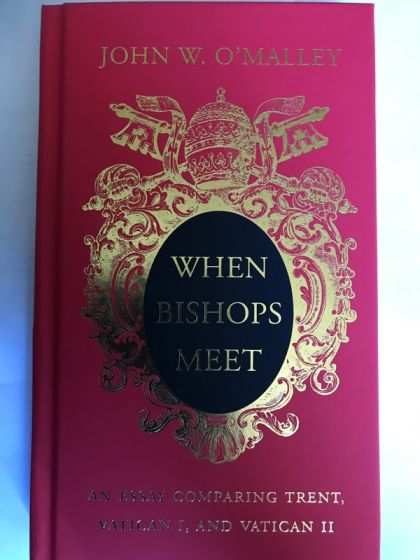 JOHN W. O'MALLEY
WHEN
BISHOPS
MEET
AN ESSAY COMPARING TRENT,
VATICAN I, AND VATICAN II